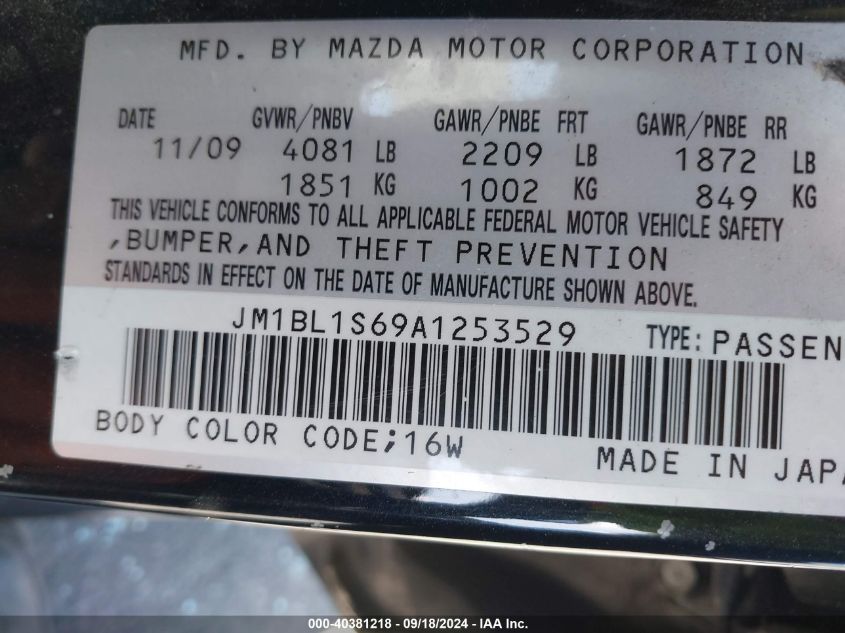 MFD. BY MAZDA MOTOR CORPORATION
DATE GVWR/PNBV GAWR/PNBE FRT GAWR/PNBE RR
11/09 4081 LB 2209 LB 1872 LB
1851 KG 1002 KG 849 KG
THIS VEHICLE CONFORMS TO ALL APPLICABLE FEDERAL MOTOR VEHICLE SAFETY
,BUMPER,AND THEFT PREVENTION
STANDARDS IN EFFECT ON THE DATE OF MANUFACTURE SHOWN ABOVE.
JM1BL1S69A1253529 TYPE: PASSEN
BODY COLOR CODE;16W MADE IN JAPA
000-40381218 - 09/18/2024 - IAA Inc.